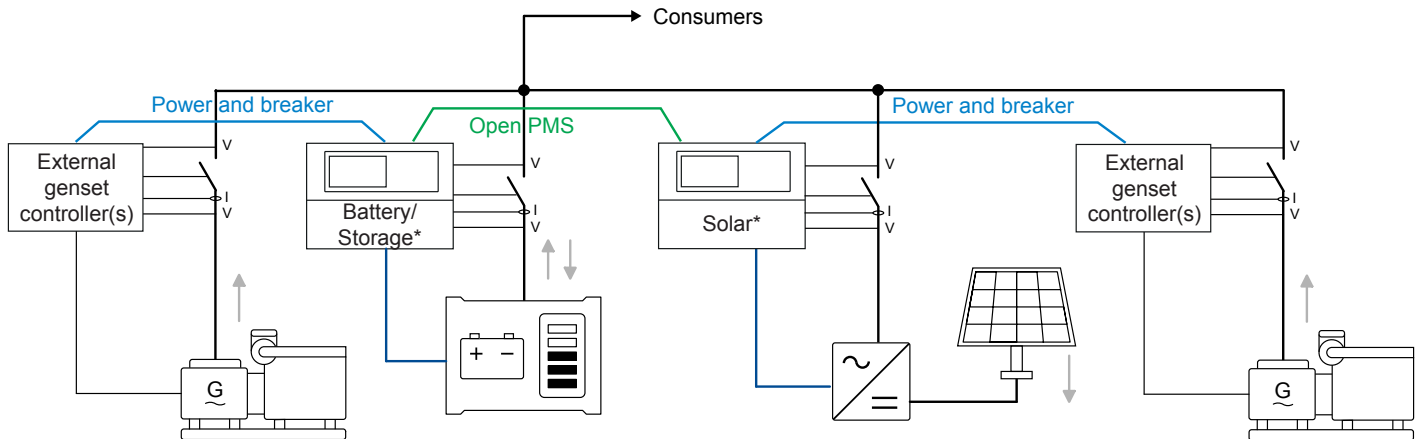 Consumers
Power and breaker
Open PMS
Power and breaker
External
genset
controller(s)
V
I
V
Battery/
Storage*
V
I
V
Solar*
V
I
V
External
genset
controller(s)
V
I
V
G
+ −
G